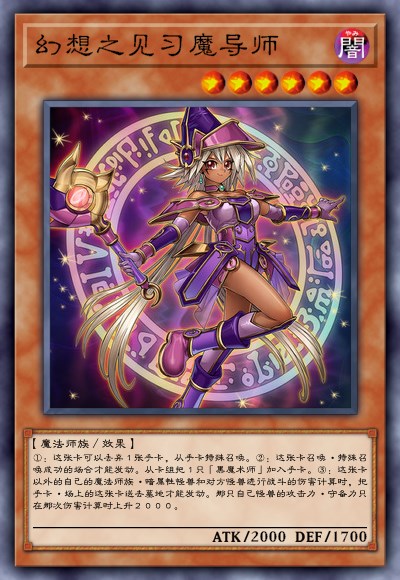 幻想之见习魔导师
やみ
闇
【魔法师族／效果】
①：这张卡可以丢弃１张手卡，从手卡特殊召唤。②：这张卡召唤·特殊召
唤成功的场合才能发动。从卡组把１只「黑魔术师」加入手卡。③：这张卡
以外的自己的魔法师族·暗属性怪兽和对方怪兽进行战斗的伤害计算时，把
手卡·场上的这张卡送去墓地才能发动。那只自己怪兽的攻击力·守备力只
在那次伤害计算时上升２０００。
ATK/2000 DEF/1700